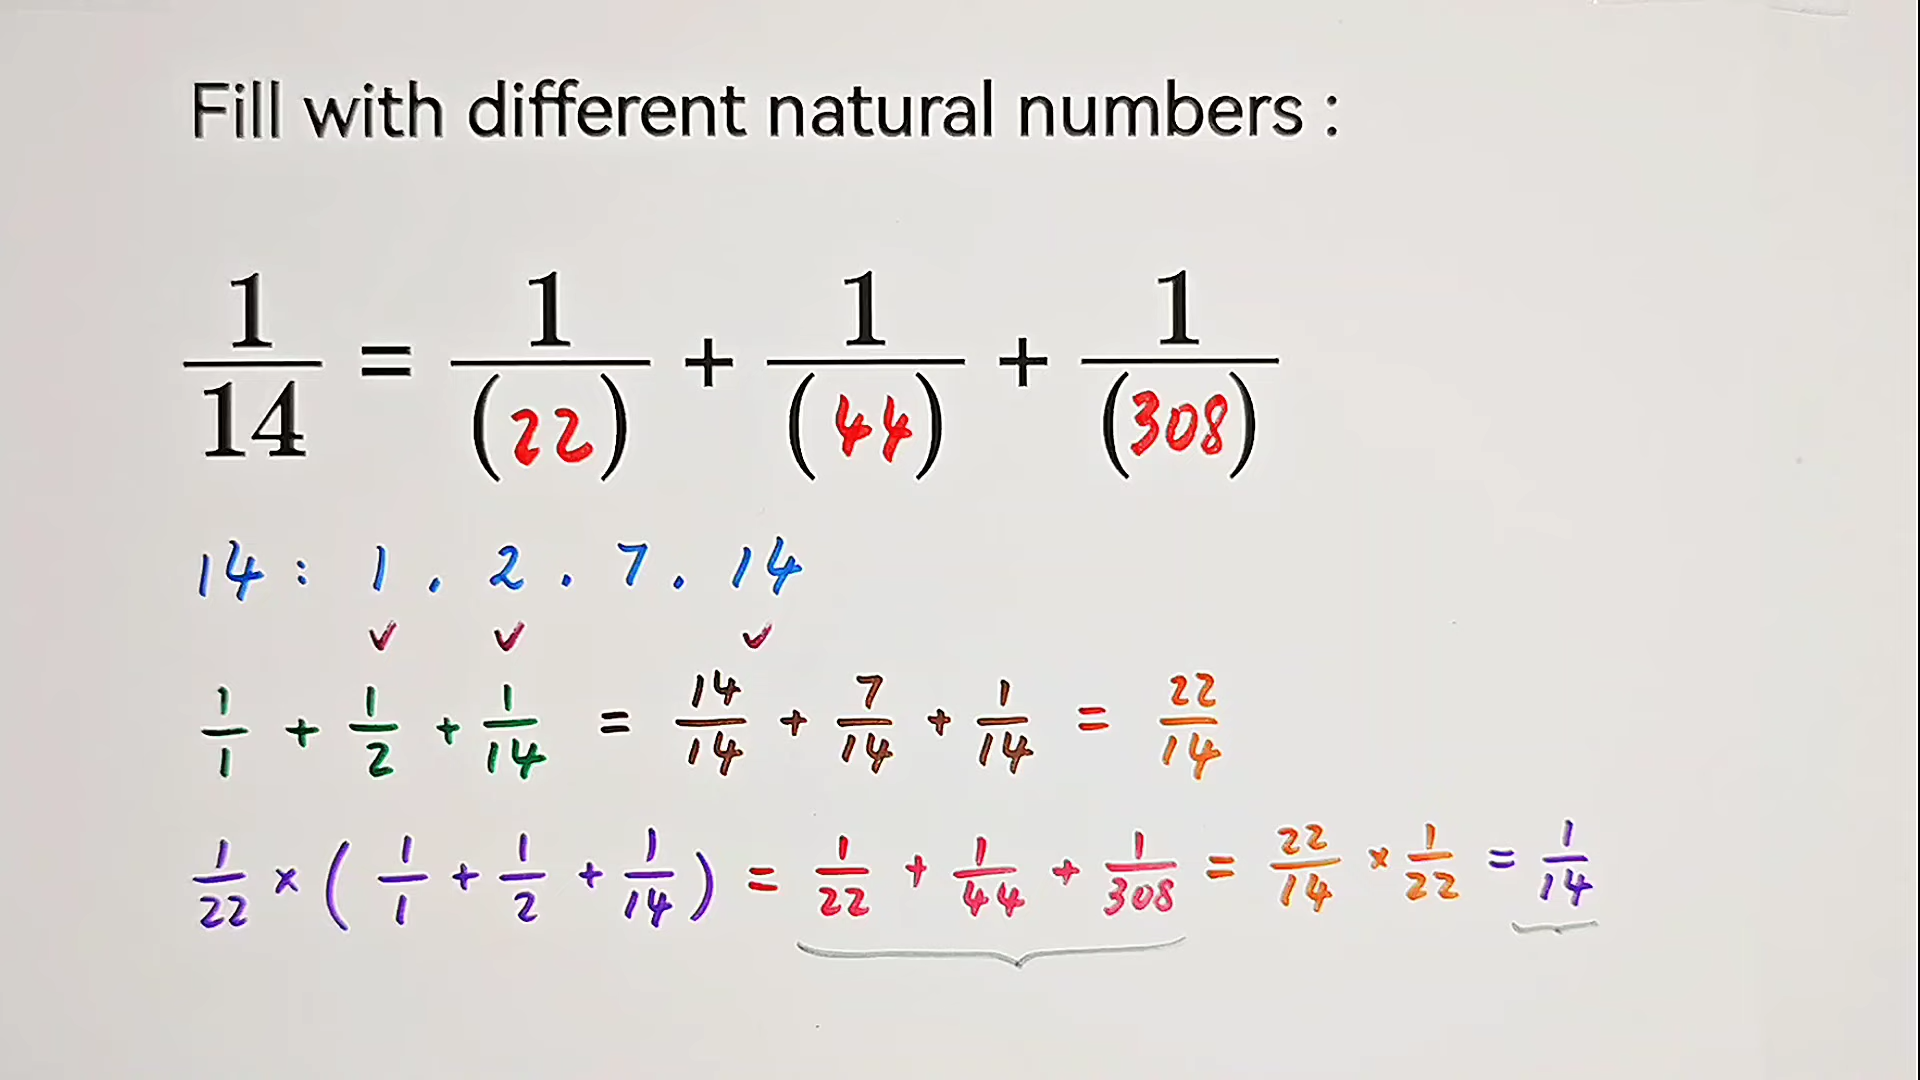 Fill with different natural numbers :
1/14 = 1/(22) + 1/(44) + 1/(308)
14 : 1 . 2 . 7 . 14
✓ ✓ ✓
1/1 + 1/2 + 1/14 = 14/14 + 7/14 + 1/14 = 22/14
1/22 × ( 1/1 + 1/2 + 1/14 ) = 1/22 + 1/44 + 1/308 = 22/14 × 1/22 = 1/14